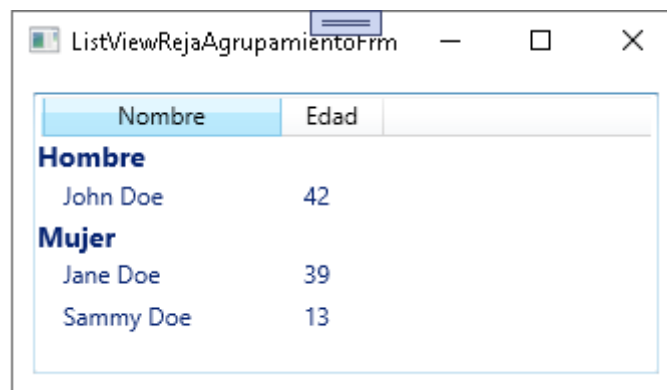 ListViewRejaAgrupamientoFrm
Nombre Edad
Hombre
John Doe 42
Mujer
Jane Doe 39
Sammy Doe 13